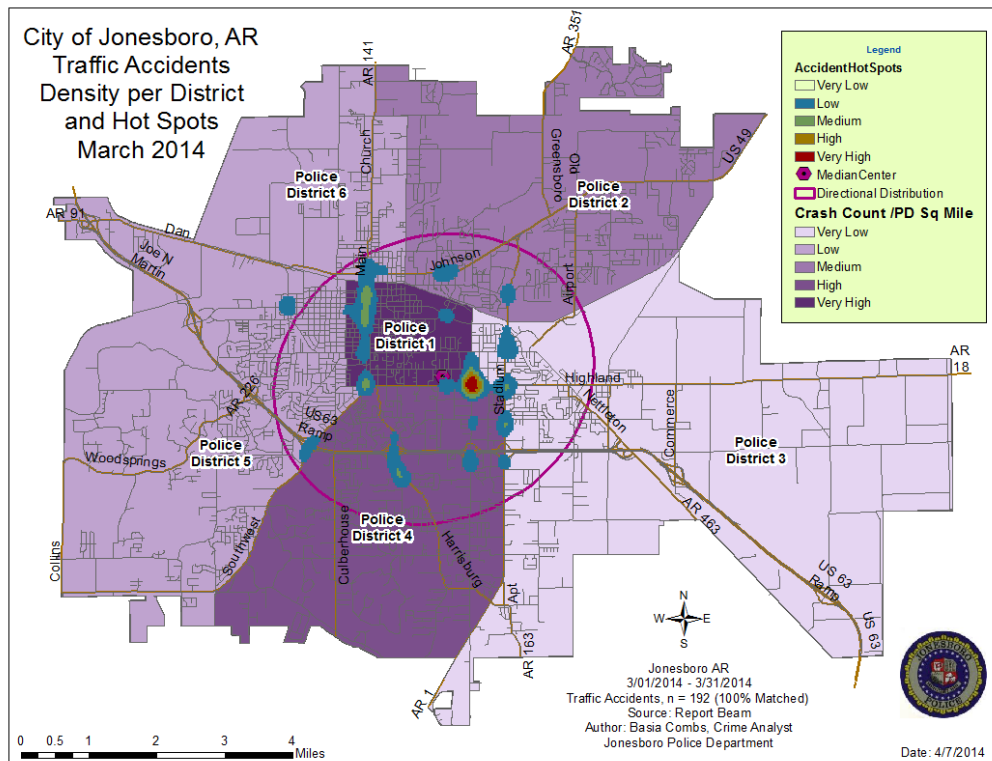 City of Jonesboro, AR
Traffic Accidents
Density per District
and Hot Spots
March 2014
Legend
AccidentHotSpots
Very Low
Low
Medium
High
Very High
MedianCenter
Directional Distribution
Crash Count /PD Sq Mile
Very Low
Low
Medium
High
Very High
AR 351
AR 141
Church
Greensboro
Old
US 49
Police
District 6
Police
District 2
AR 91
Dan
Joe N
Martin
Main
Johnson
Airport
Police
District 1
AR
18
Highland
Stadium
Nettleton
Commerce
AR 226
US63
Ramp
Woodsprings
Police
District 5
Police
District 3
Police
District 4
AR 463
Southwest
Culberhouse
Harrisburg
Collins
Apt
US 63
Ramp
US 63
AR 163
AR 1
N
W E
S
JONESBORO
POLICE
Jonesboro AR
3/01/2014 - 3/31/2014
Traffic Accidents, n = 192 (100% Matched)
Source: Report Beam
Author: Basia Combs, Crime Analyst
Jonesboro Police Department
0 0.5 1 2 3 4
Miles
Date: 4/7/2014